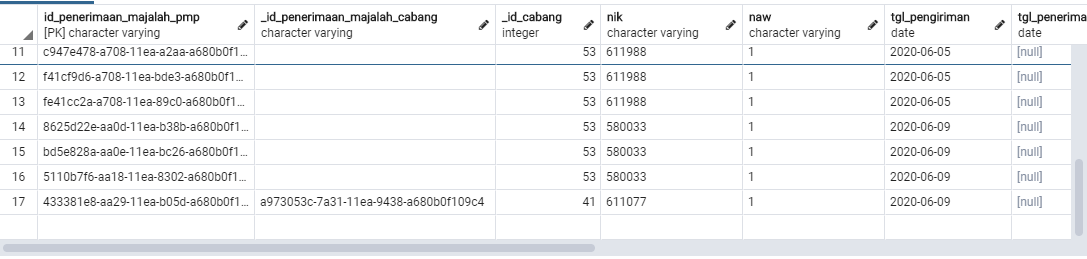 id_penerimaan_majalah_pmp _id_penerimaan_majalah_cabang _id_cabang nik naw tgl_pengiriman tgl_penerima
[PK] character varying character varying integer character varying character varying date date
11 c947e478-a708-11ea-a2aa-a680b0f1... 53 611988 1 2020-06-05 [null]
12 f41cf9d6-a708-11ea-bde3-a680b0f1... 53 611988 1 2020-06-05 [null]
13 fe41cc2a-a708-11ea-89c0-a680b0f1... 53 611988 1 2020-06-05 [null]
14 8625d22e-aa0d-11ea-b38b-a680b0f1... 53 580033 1 2020-06-09 [null]
15 bd5e828a-aa0e-11ea-bc26-a680b0f1... 53 580033 1 2020-06-09 [null]
16 5110b7f6-aa18-11ea-8302-a680b0f1... 53 580033 1 2020-06-09 [null]
17 433381e8-aa29-11ea-b05d-a680b0f1... a973053c-7a31-11ea-9438-a680b0f109c4 41 611077 1 2020-06-09 [null]